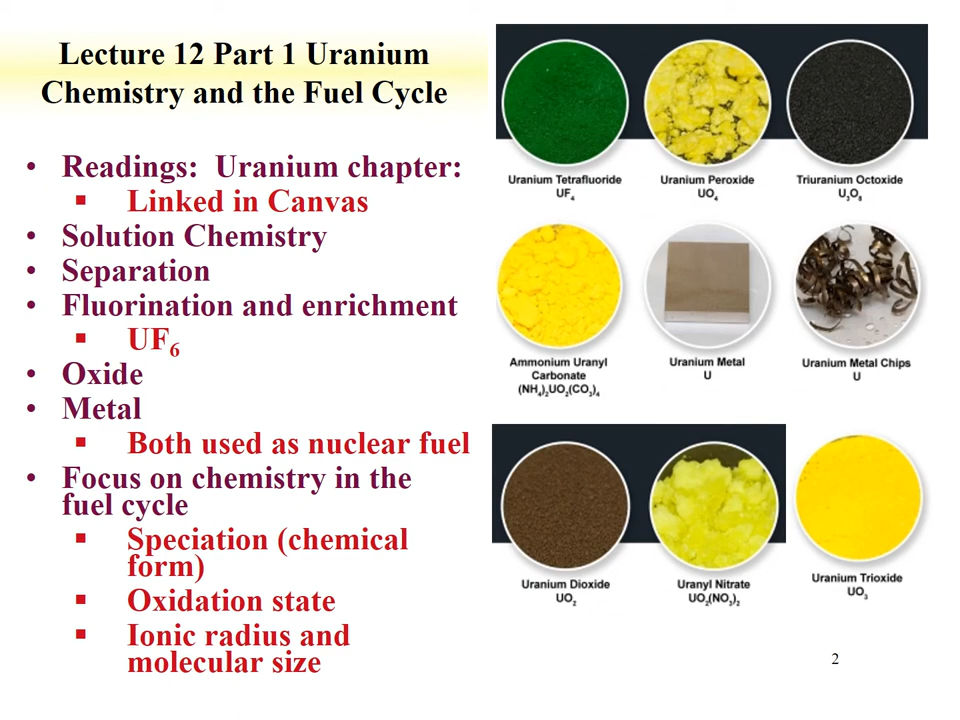 Lecture 12 Part 1 Uranium
Chemistry and the Fuel Cycle
• Readings: Uranium chapter:
▪ Linked in Canvas
• Solution Chemistry
• Separation
• Fluorination and enrichment
▪ UF₆
• Oxide
• Metal
▪ Both used as nuclear fuel
• Focus on chemistry in the
fuel cycle
▪ Speciation (chemical
form)
▪ Oxidation state
▪ Ionic radius and
molecular size
Uranium Tetrafluoride
UF₄
Uranium Peroxide
UO₄
Triuranium Octoxide
U₃O₈
Ammonium Uranyl
Carbonate
(NH₄)₂UO₂(CO₃)₄
Uranium Metal
U
Uranium Metal Chips
U
Uranium Dioxide
UO₂
Uranyl Nitrate
UO₂(NO₃)₂
Uranium Trioxide
UO₃
2